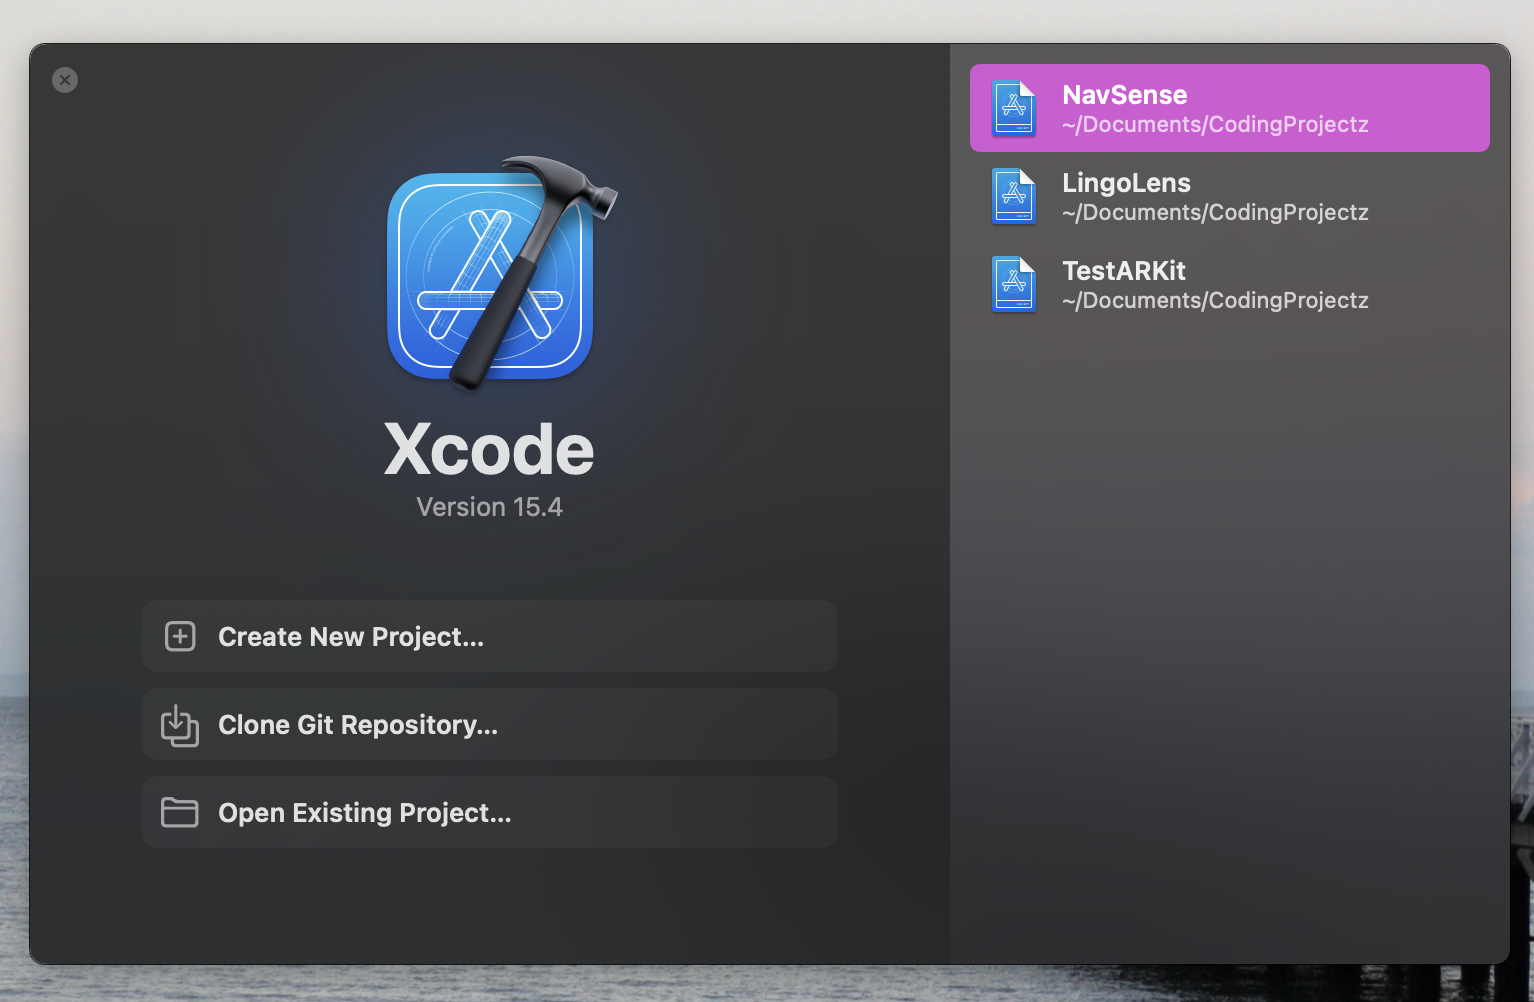 Xcode
Version 15.4
Create New Project...
Clone Git Repository...
Open Existing Project...
NavSense
~/Documents/CodingProjectz
LingoLens
~/Documents/CodingProjectz
TestARKit
~/Documents/CodingProjectz